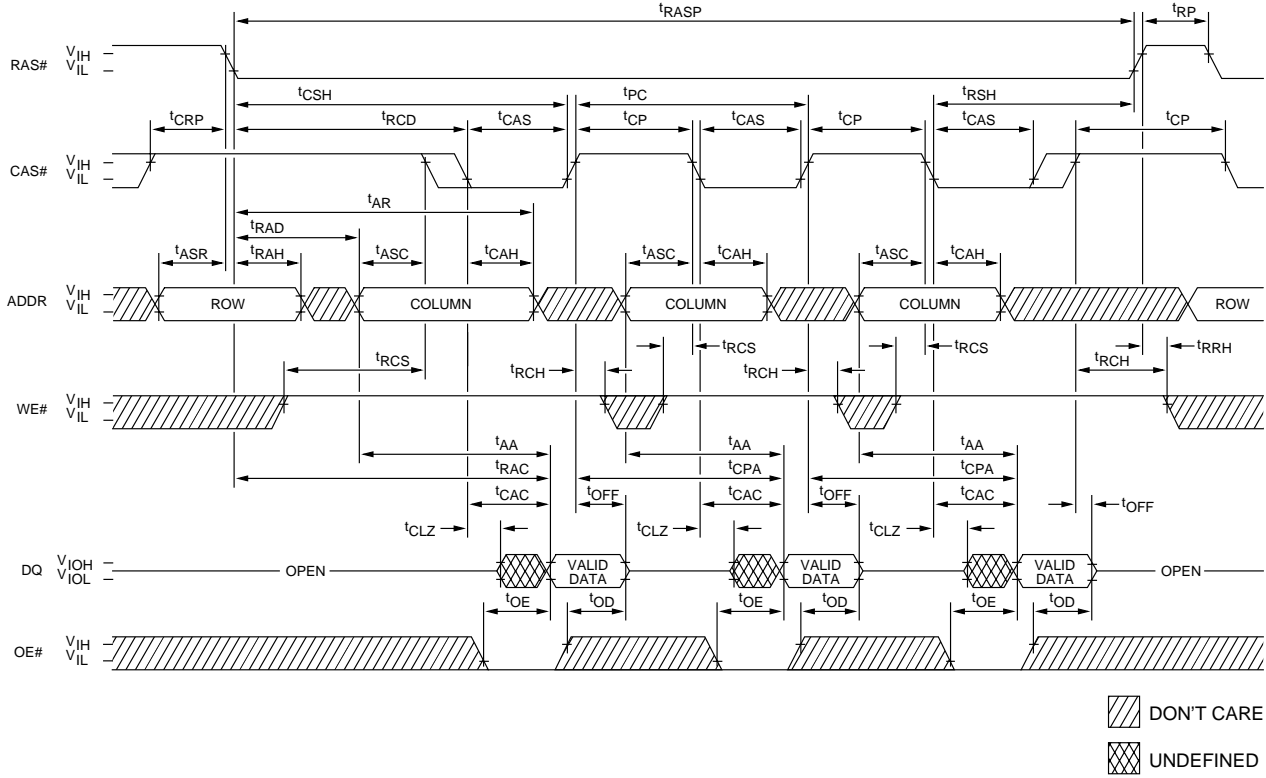 tRASP tRP
RAS# VIH
VIL
tCSH tPC tRSH
tCRP tRCD tCAS tCP tCAS tCP tCAS tCP
CAS# VIH
VIL
tAR
tRAD
tASR tRAH tASC tCAH tASC tCAH tASC tCAH
ADDR VIH
VIL
ROW COLUMN COLUMN COLUMN ROW
tRCS tRCH tRCS tRCH tRCS tRCH tRRH
WE# VIH
VIL
tAA tAA tAA
tRAC tCPA tCPA
tCAC tOFF tCAC tOFF tCAC tOFF
tCLZ tCLZ tCLZ
DQ VIOH
VIOL
OPEN VALID DATA VALID DATA VALID DATA OPEN
tOE tOD tOE tOD tOE tOD
OE# VIH
VIL
DON'T CARE
UNDEFINED